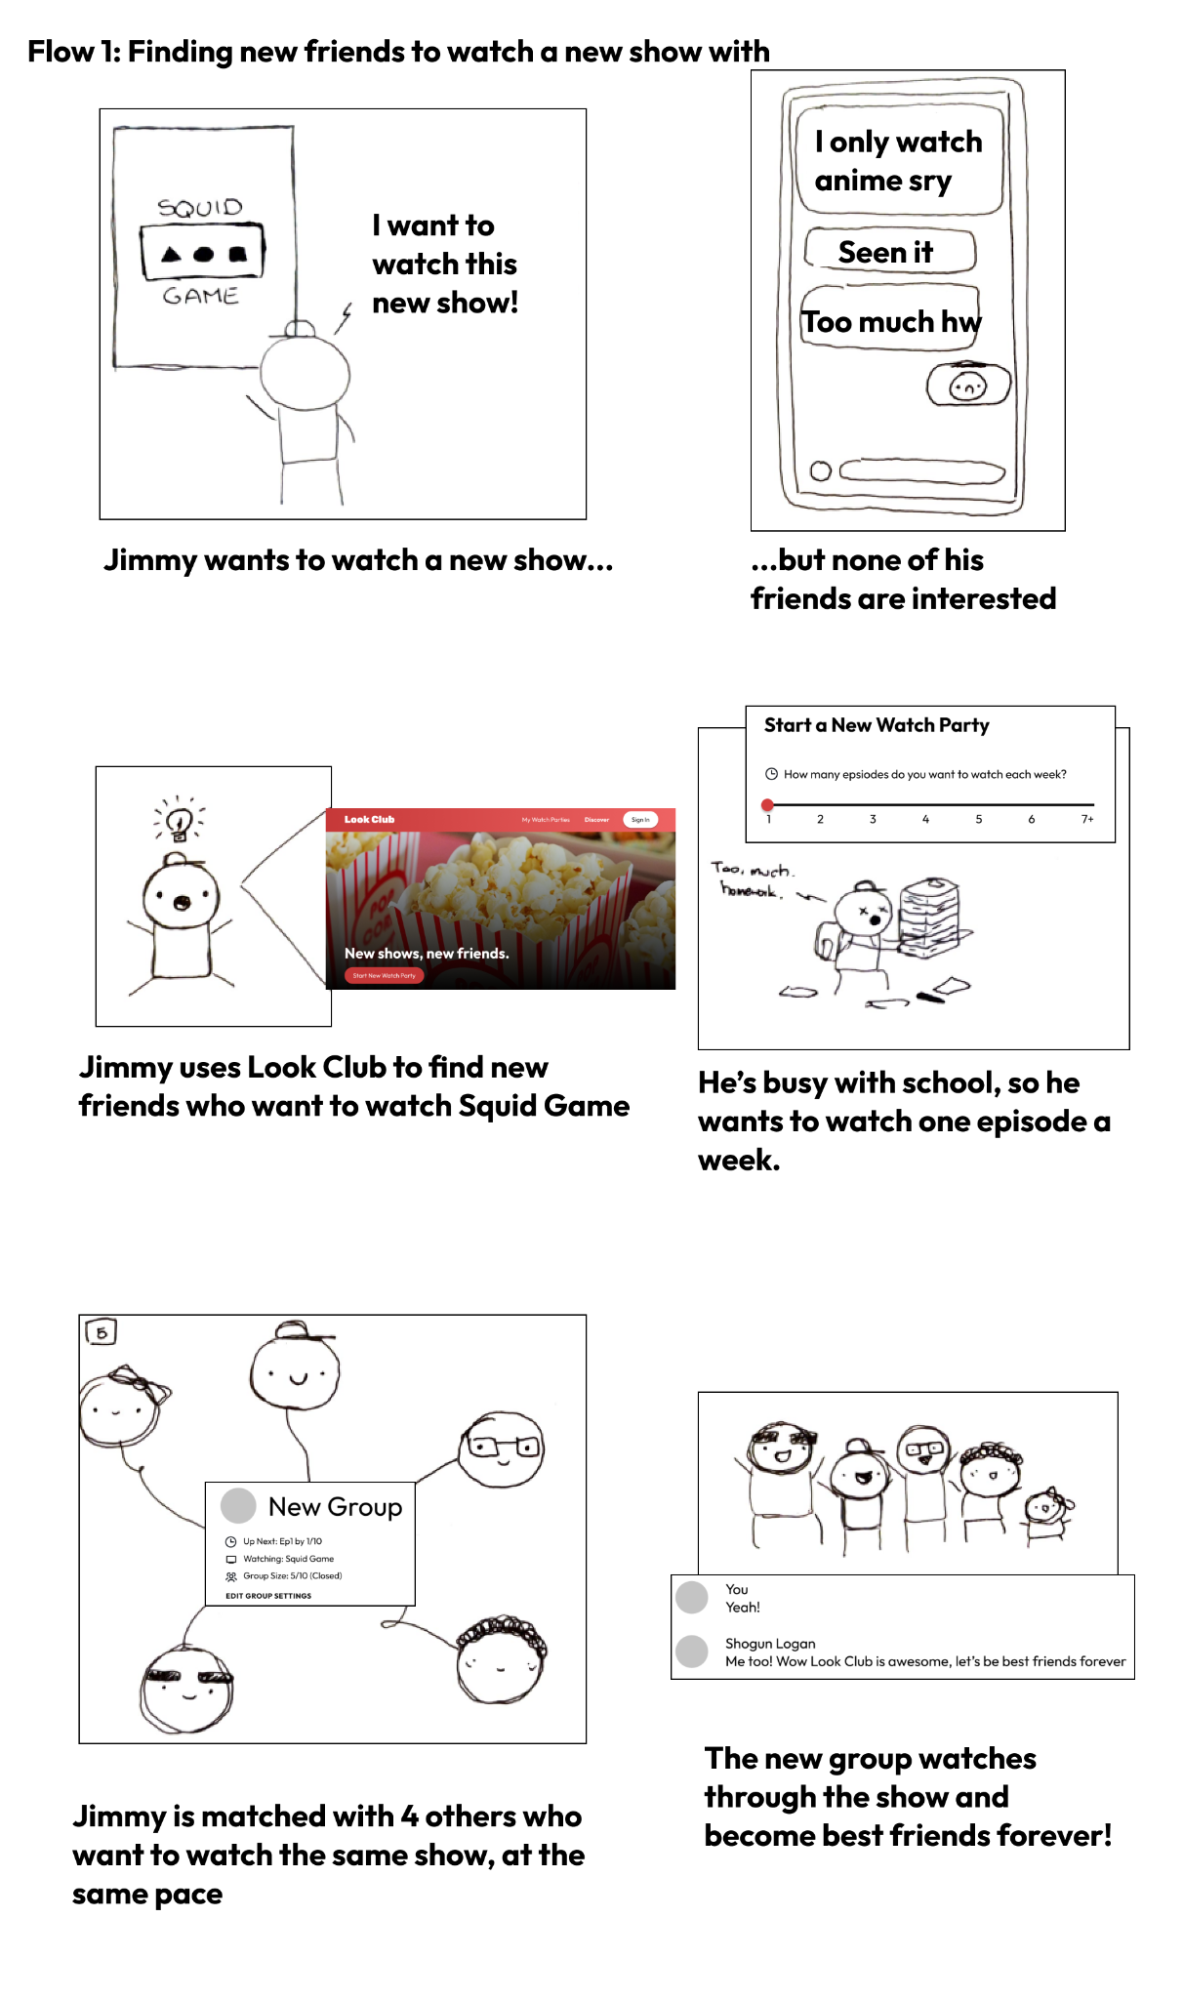 Flow 1: Finding new friends to watch a new show with
SQUID
GAME
I want to
watch this
new show!
Jimmy wants to watch a new show...
I only watch
anime sry
Seen it
Too much hw
...but none of his
friends are interested
Look Club
My Watch Parties
Discover
Sign In
POP
CORN
New shows, new friends.
Start New Watch Party
Jimmy uses Look Club to find new
friends who want to watch Squid Game
Start a New Watch Party
How many epsiodes do you want to watch each week?
1 2 3 4 5 6 7+
Too, much.
homework.
He's busy with school, so he
wants to watch one episode a
week.
5
New Group
Up Next: Ep1 by 1/10
Watching: Squid Game
Group Size: 5/10 (Closed)
EDIT GROUP SETTINGS
Jimmy is matched with 4 others who
want to watch the same show, at the
same pace
You
Yeah!
Shogun Logan
Me too! Wow Look Club is awesome, let's be best friends forever
The new group watches
through the show and
become best friends forever!